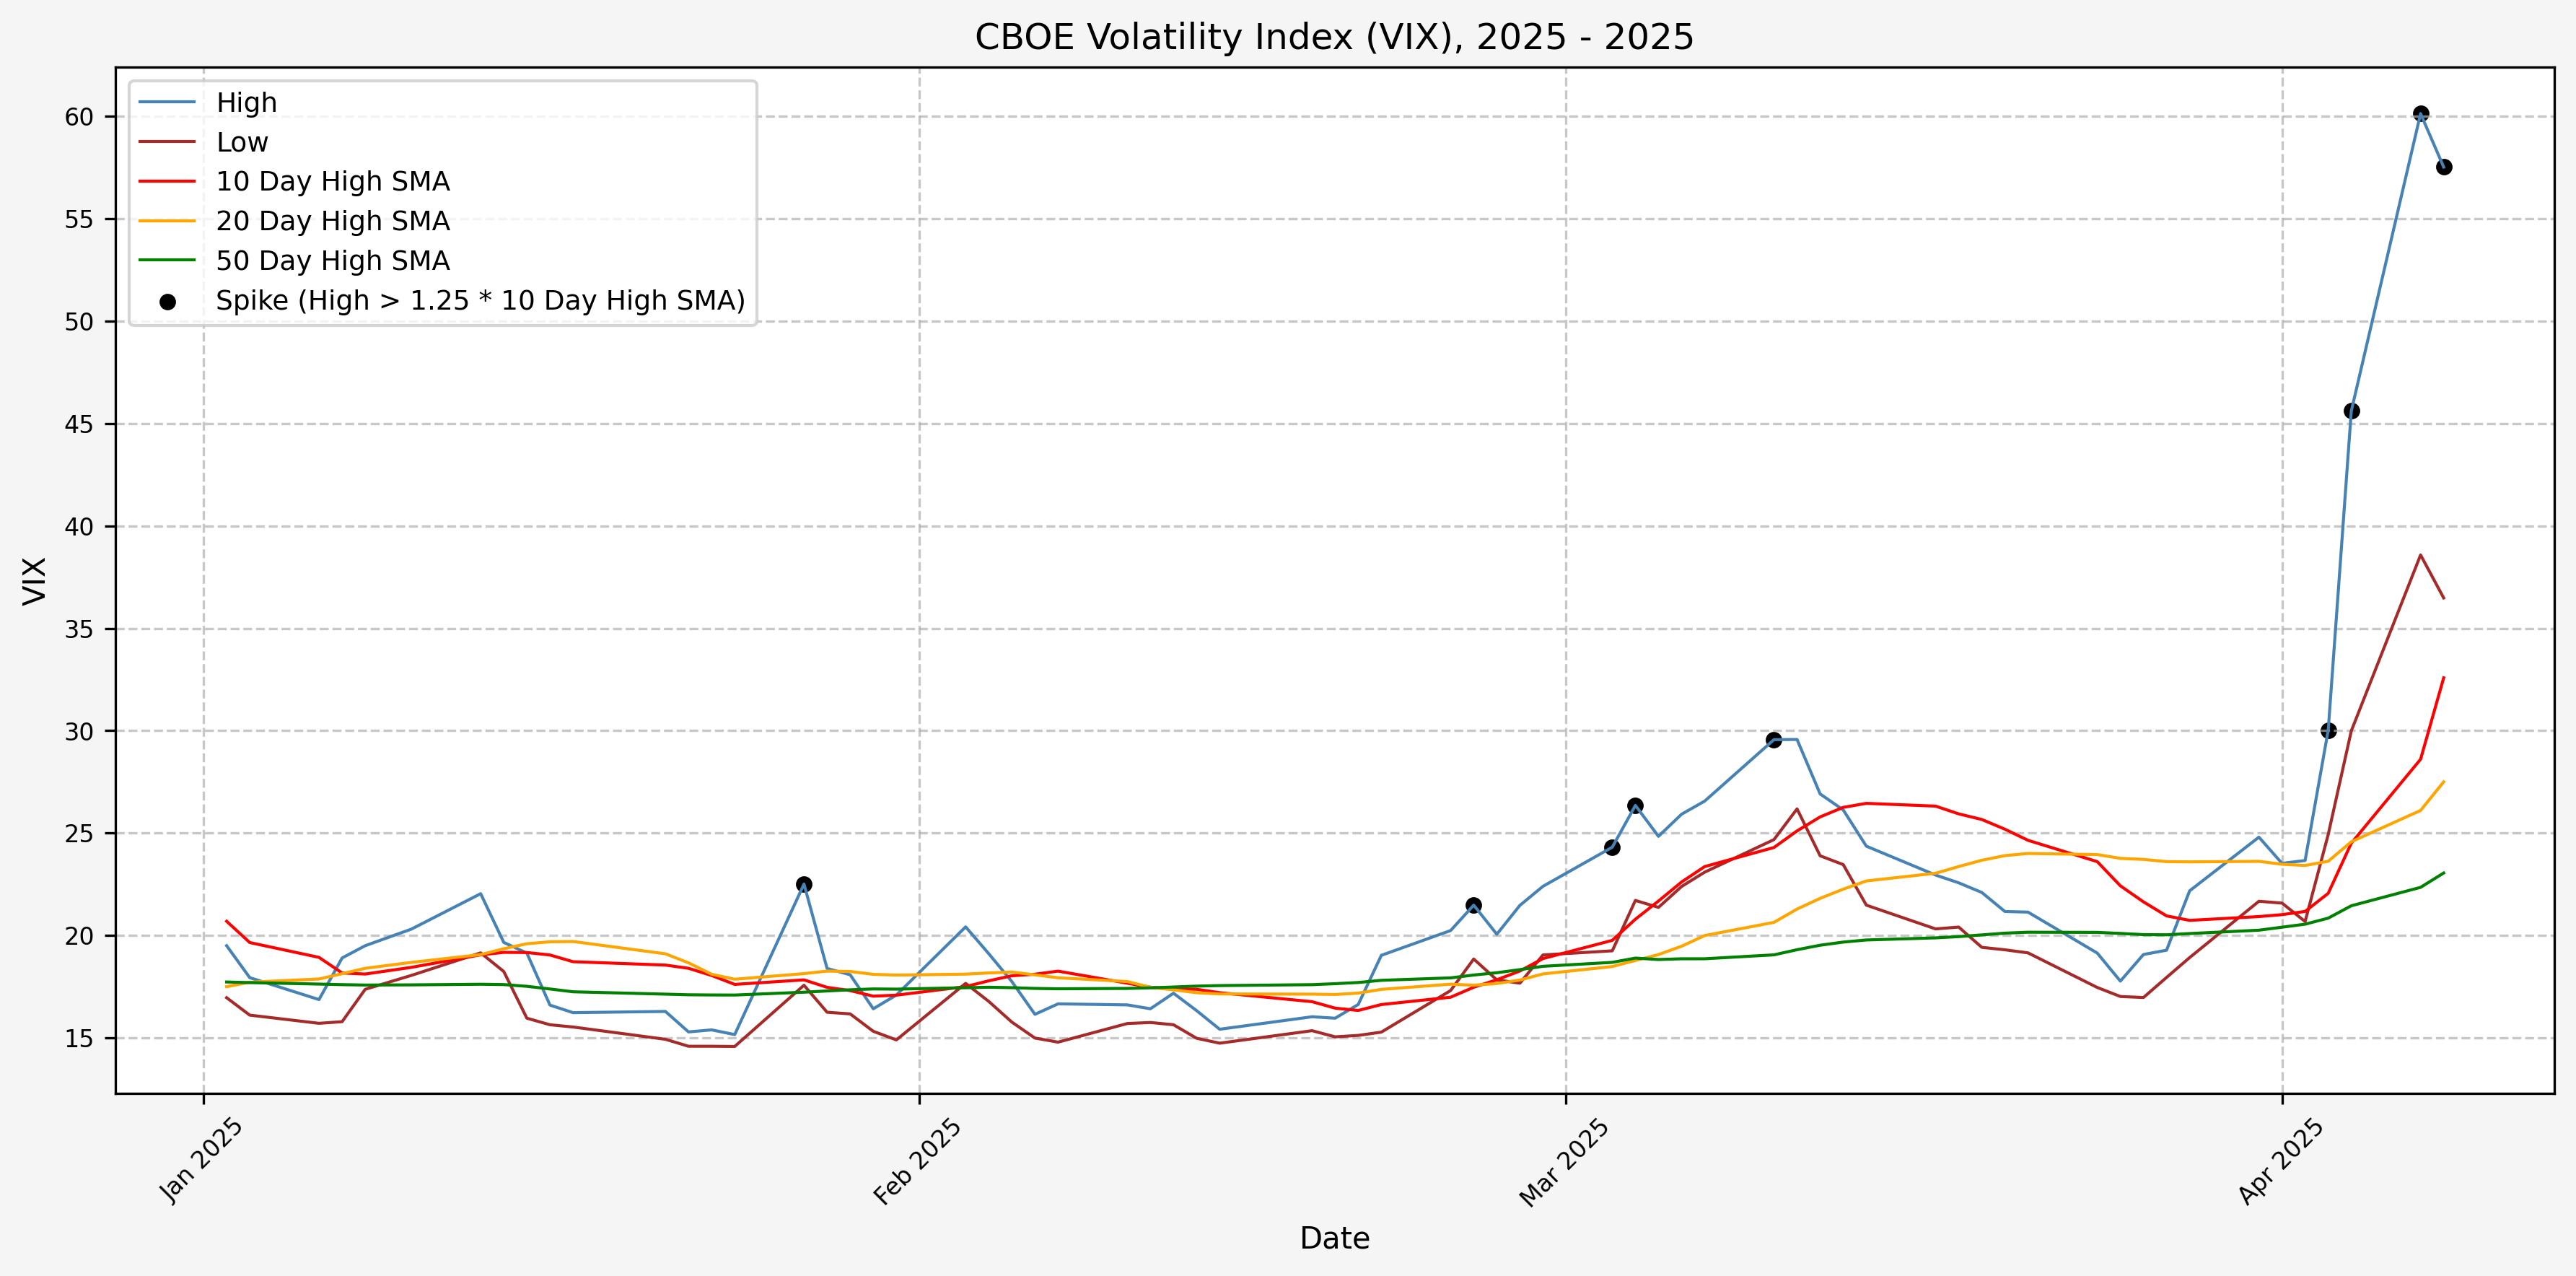 CBOE Volatility Index (VIX), 2025 - 2025
High
Low
10 Day High SMA
20 Day High SMA
50 Day High SMA
Spike (High > 1.25 * 10 Day High SMA)
VIX
60
55
50
45
40
35
30
25
20
15
Jan 2025
Feb 2025
Mar 2025
Apr 2025
Date